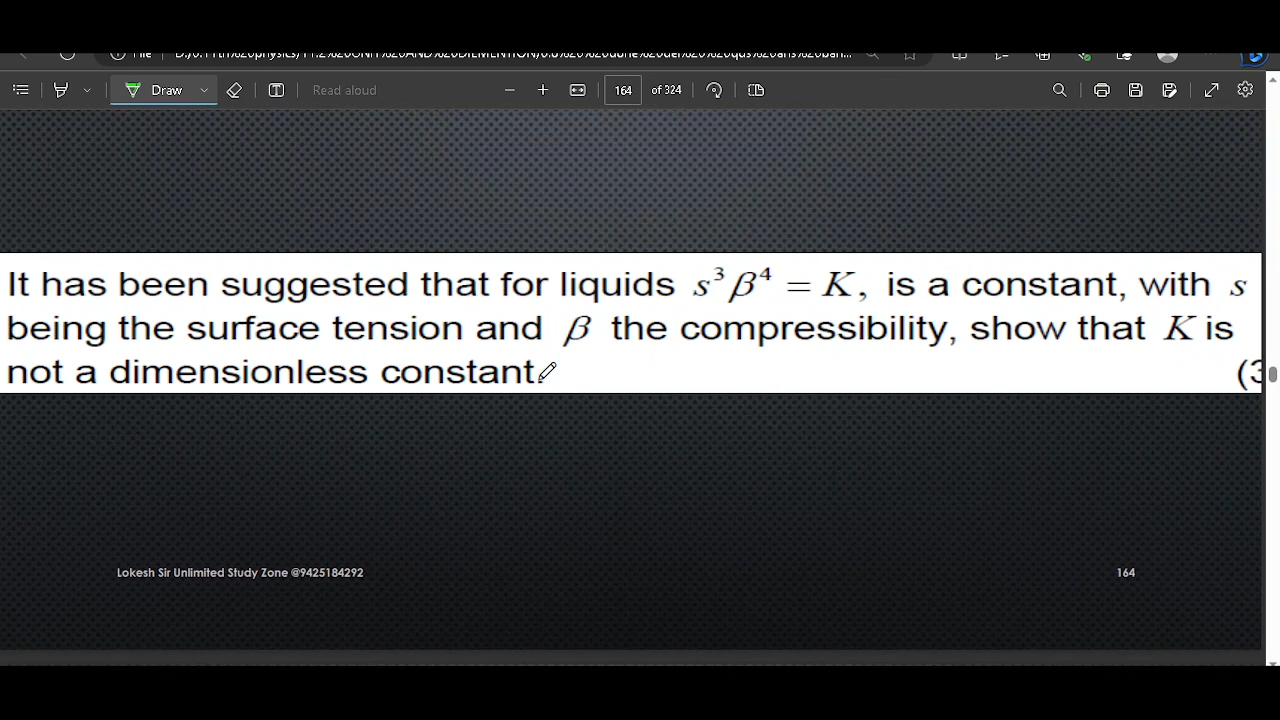 Draw
Read aloud
164 of 324
It has been suggested that for liquids s³β⁴ = K, is a constant, with s
being the surface tension and β the compressibility, show that K is
not a dimensionless constant.
(3
Lokesh Sir Unlimited Study Zone @9425184292
164